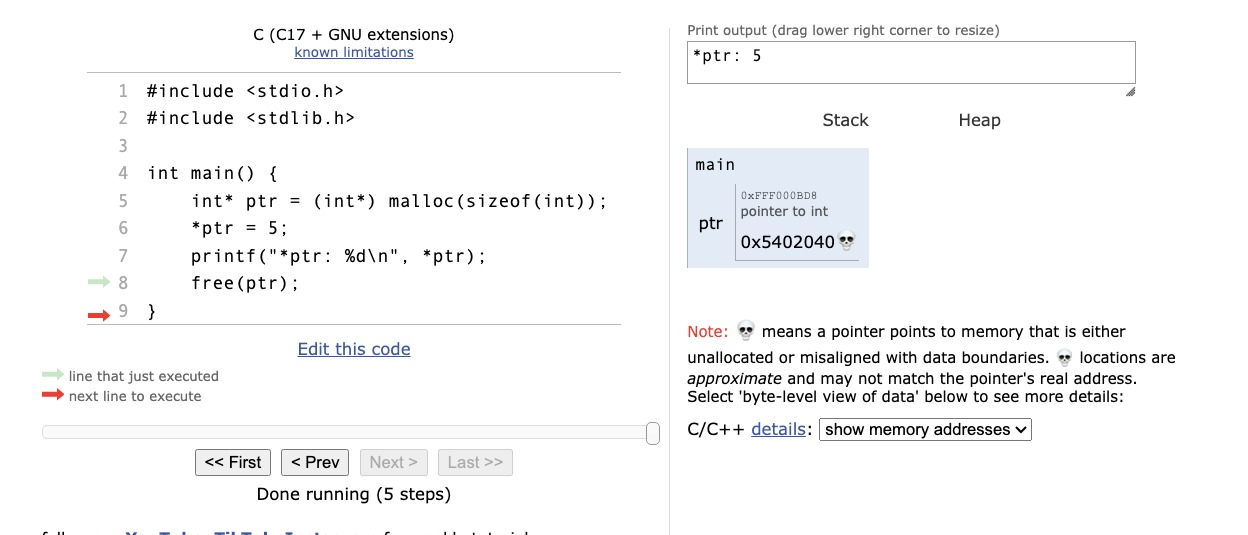 C (C17 + GNU extensions)
known limitations
1 #include <stdio.h>
2 #include <stdlib.h>
3
4 int main() {
5     int* ptr = (int*) malloc(sizeof(int));
6     *ptr = 5;
7     printf("*ptr: %d\n", *ptr);
8     free(ptr);
9 }
Edit this code
line that just executed
next line to execute
<< First < Prev Next > Last >>
Done running (5 steps)
Print output (drag lower right corner to resize)
*ptr: 5
Stack Heap
main
0xFFF000BD8
pointer to int
ptr 0x5402040💀
Note: 💀 means a pointer points to memory that is either
unallocated or misaligned with data boundaries. 💀 locations are
approximate and may not match the pointer's real address.
Select 'byte-level view of data' below to see more details:
C/C++ details: show memory addresses